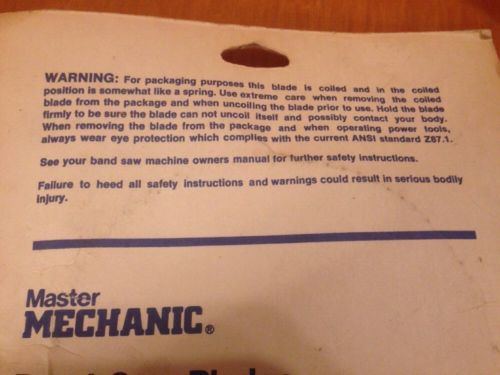 WARNING: For packaging purposes this blade is coiled and in the coiled
position is somewhat like a spring. Use extreme care when removing the coiled
blade from the package and when uncoiling the blade prior to use. Hold the blade
firmly to be sure the blade can not uncoil itself and possibly contact your body.
When removing the blade from the package and when operating power tools,
always wear eye protection which complies with the current ANSI standard Z87.1.
See your band saw machine owners manual for further safety instructions.
Failure to heed all safety instructions and warnings could result in serious bodily
injury.
Master
MECHANIC®